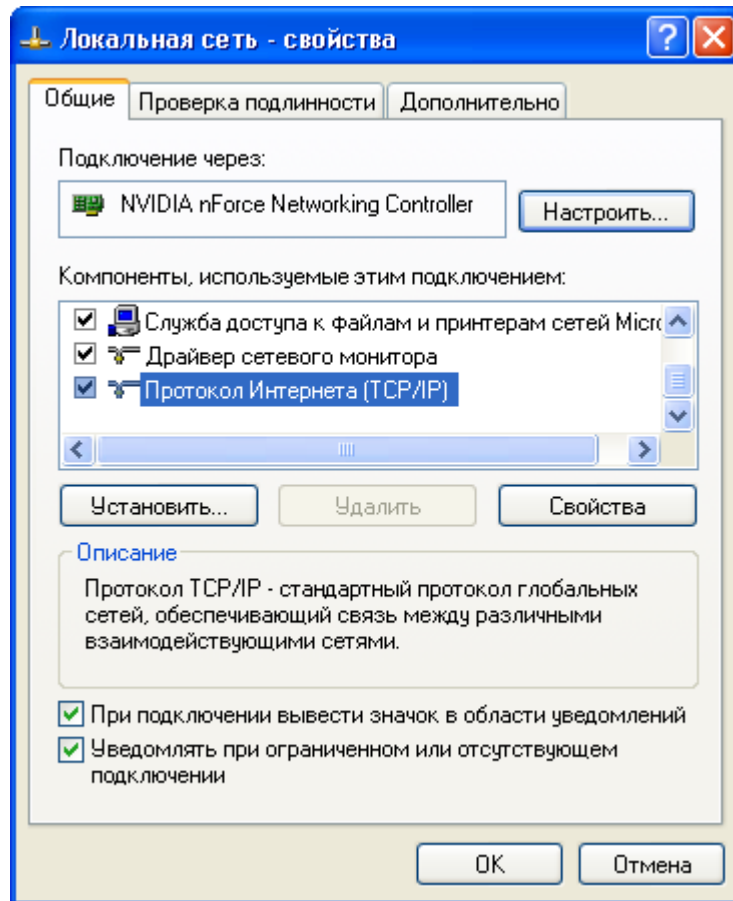 Локальная сеть - свойства
Общие
Проверка подлинности
Дополнительно
Подключение через:
NVIDIA nForce Networking Controller
Настроить...
Компоненты, используемые этим подключением:
Служба доступа к файлам и принтерам сетей Micro
Драйвер сетевого монитора
Протокол Интернета (TCP/IP)
Установить...
Удалить
Свойства
Описание
Протокол TCP/IP - стандартный протокол глобальных
сетей, обеспечивающий связь между различными
взаимодействующими сетями.
При подключении вывести значок в области уведомлений
Уведомлять при ограниченном или отсутствующем
подключении
OK
Отмена